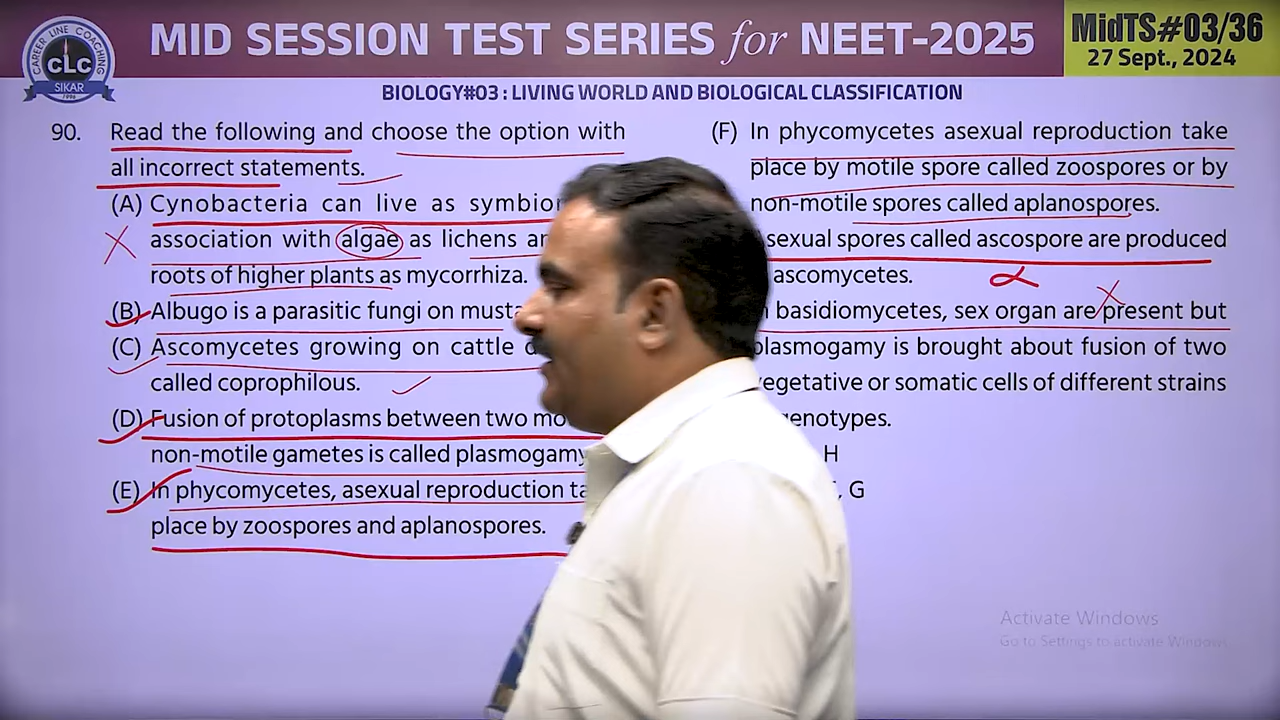 MID SESSION TEST SERIES for NEET-2025
MidTS#03/36
27 Sept., 2024
CAREER LINE COACHING
CLC
SIKAR
BIOLOGY#03 : LIVING WORLD AND BIOLOGICAL CLASSIFICATION
90. Read the following and choose the option with
all incorrect statements.
(A) Cynobacteria can live as
association with algae as lichens
roots of higher plants as mycorrhiza.
(B) Albugo is a parasitic fungi on
(C) Ascomycetes growing on cattle
called coprophilous.
(D) Fusion of protoplasms between two
non-motile gametes is called plasmogamy
(E) In phycomycetes, asexual reproduction
place by zoospores and aplanospores.
(F) In phycomycetes asexual reproduction take
place by motile spore called zoospores or by
non-motile spores called aplanospores.
spores called ascospore are produced
ascomycetes.
basidiomycetes, sex organ are present but
plasmogamy is brought about fusion of two
vegetative or somatic cells of different strains
genotypes.
H
, G
Activate Windows
Go to Settings to activate Windows.